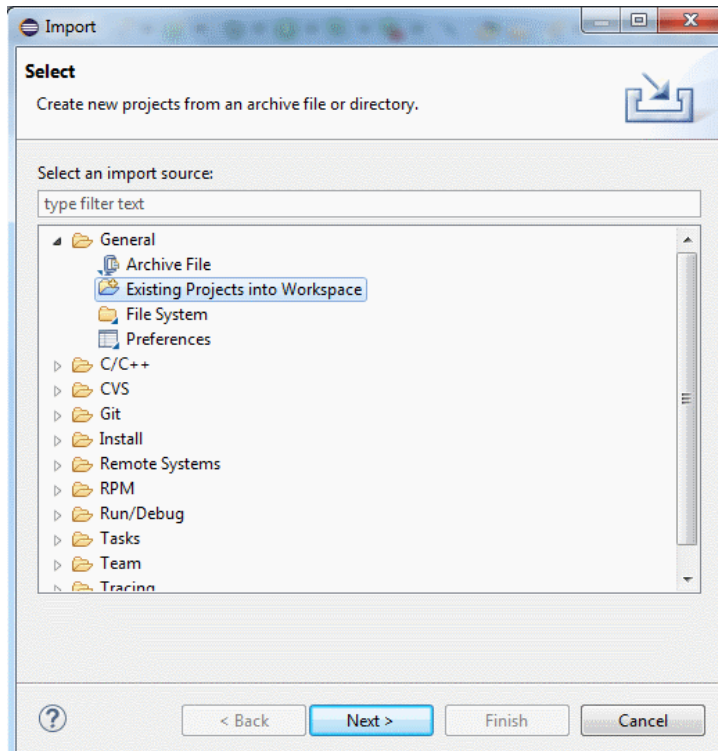 Import
Select
Create new projects from an archive file or directory.
Select an import source:
type filter text
General
Archive File
Existing Projects into Workspace
File System
Preferences
C/C++
CVS
Git
Install
Remote Systems
RPM
Run/Debug
Tasks
Team
Tracing
?
< Back
Next >
Finish
Cancel